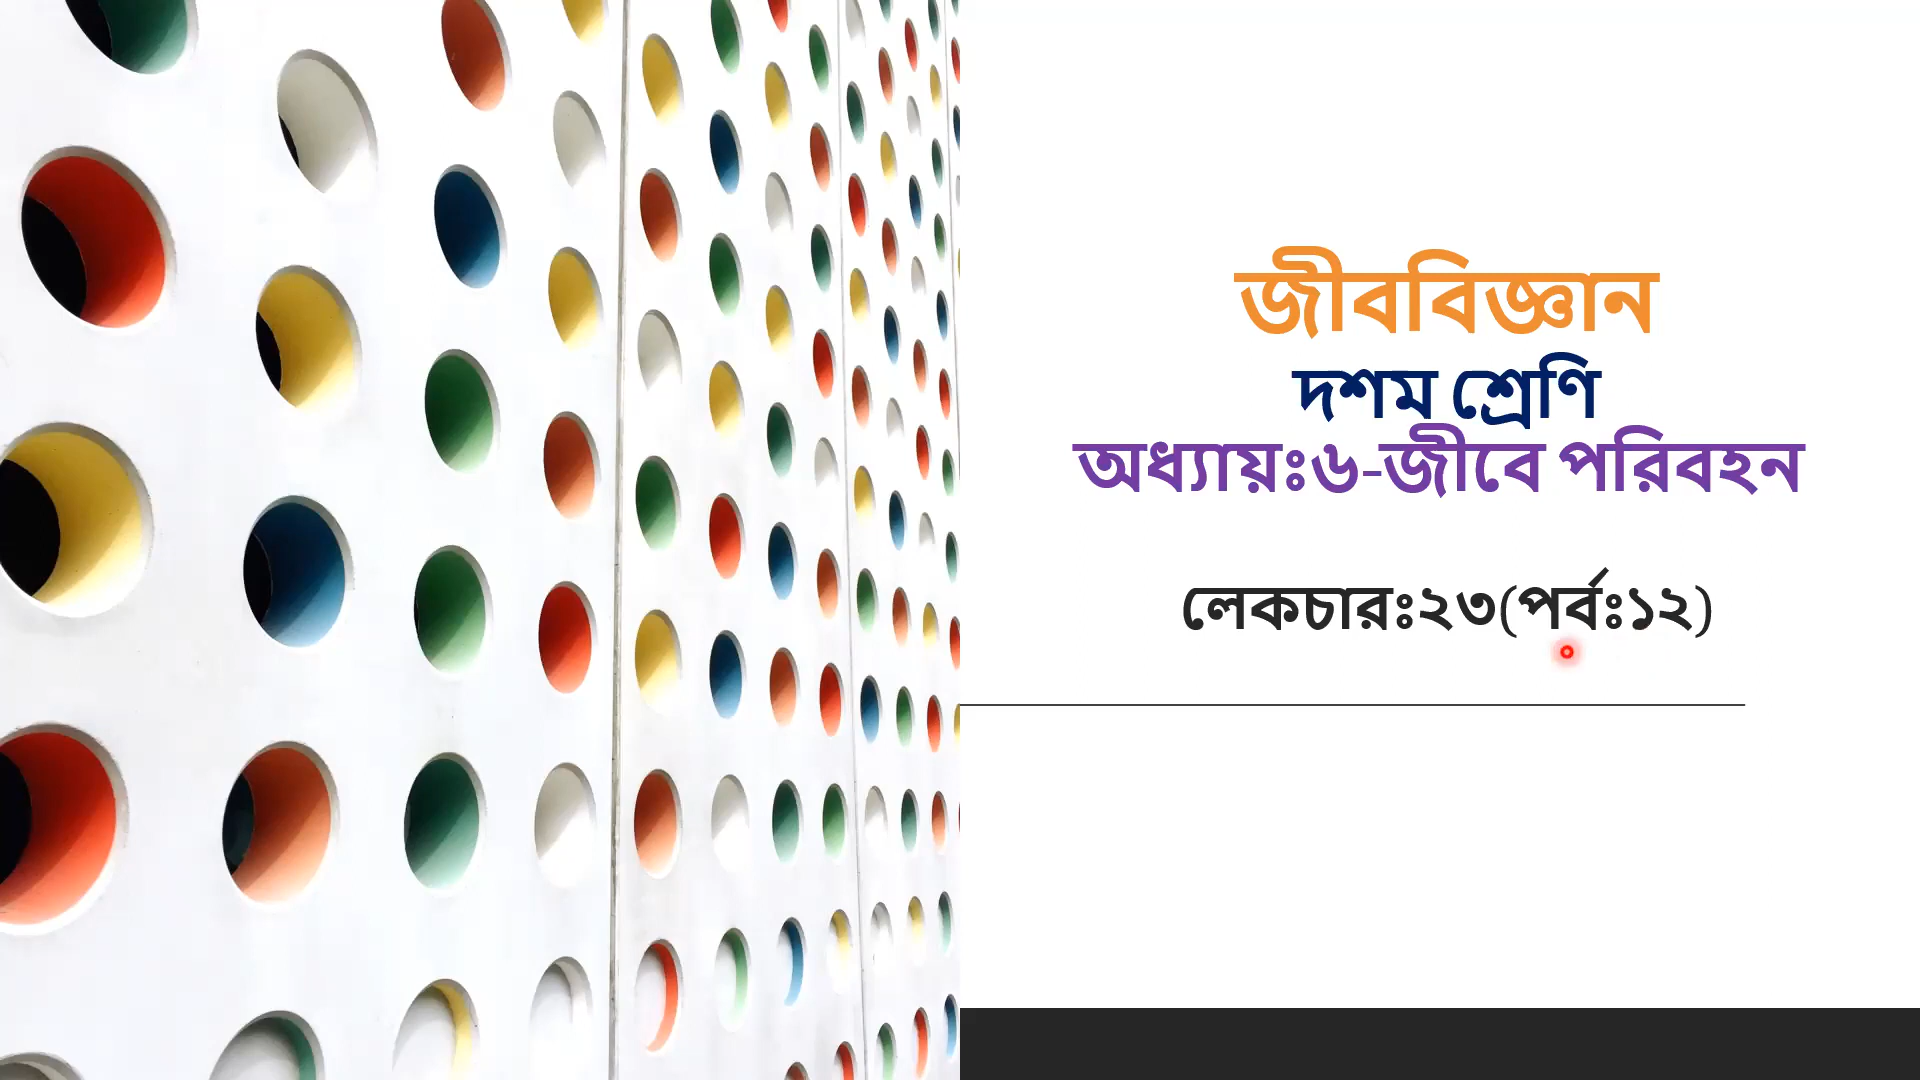 জীববিজ্ঞান
দশম শ্রেণি
অধ্যায়ঃ৬-জীবে পরিবহন
লেকচারঃ২৩(পর্বঃ১২)